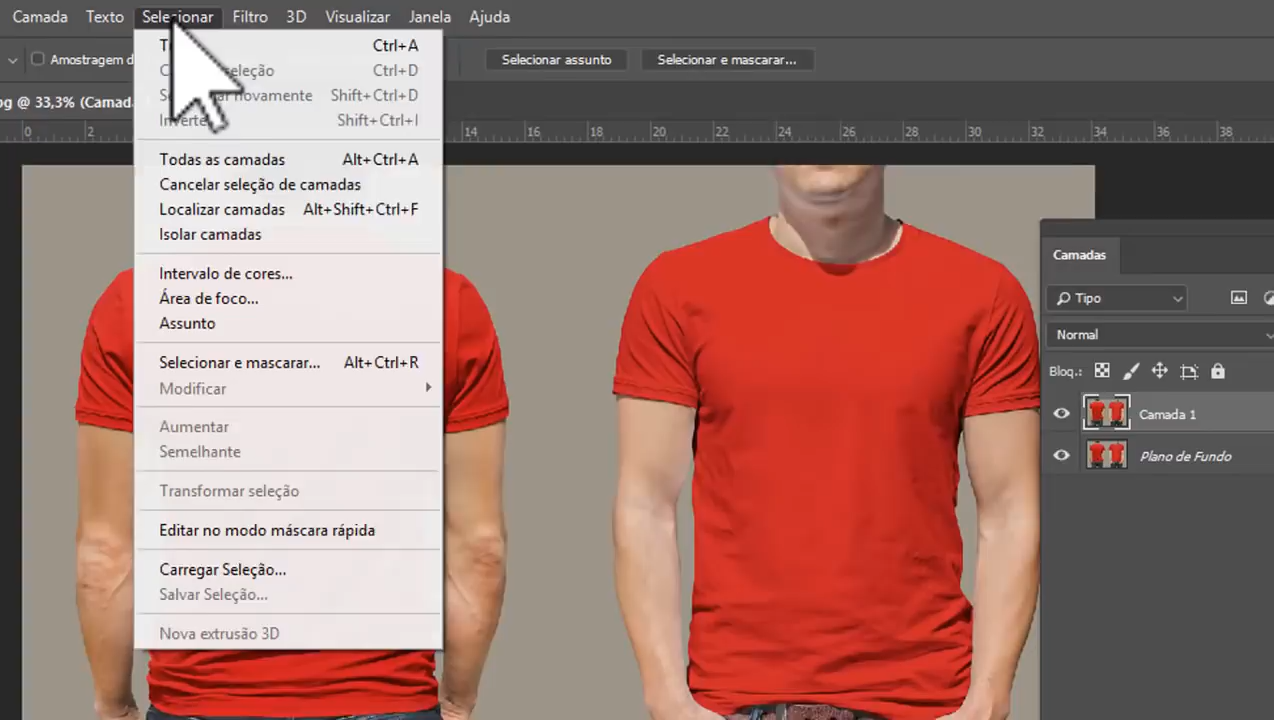 Camada Texto Selecionar Filtro 3D Visualizar Janela Ajuda
Amostragem Selecionar assunto Selecionar e mascarar...
@ 33,3% (Camad
0 2 14 16 18 20 22 24 26 28 30 32 34 36 38
Ctrl+A
seleção Ctrl+D
novamente Shift+Ctrl+D
Inverte Shift+Ctrl+I
Todas as camadas Alt+Ctrl+A
Cancelar seleção de camadas
Localizar camadas Alt+Shift+Ctrl+F
Isolar camadas
Intervalo de cores...
Área de foco...
Assunto
Selecionar e mascarar... Alt+Ctrl+R
Modificar
Aumentar
Semelhante
Transformar seleção
Editar no modo máscara rápida
Carregar Seleção...
Salvar Seleção...
Nova extrusão 3D
Camadas
Tipo
Normal
Bloq.:
Camada 1
Plano de Fundo